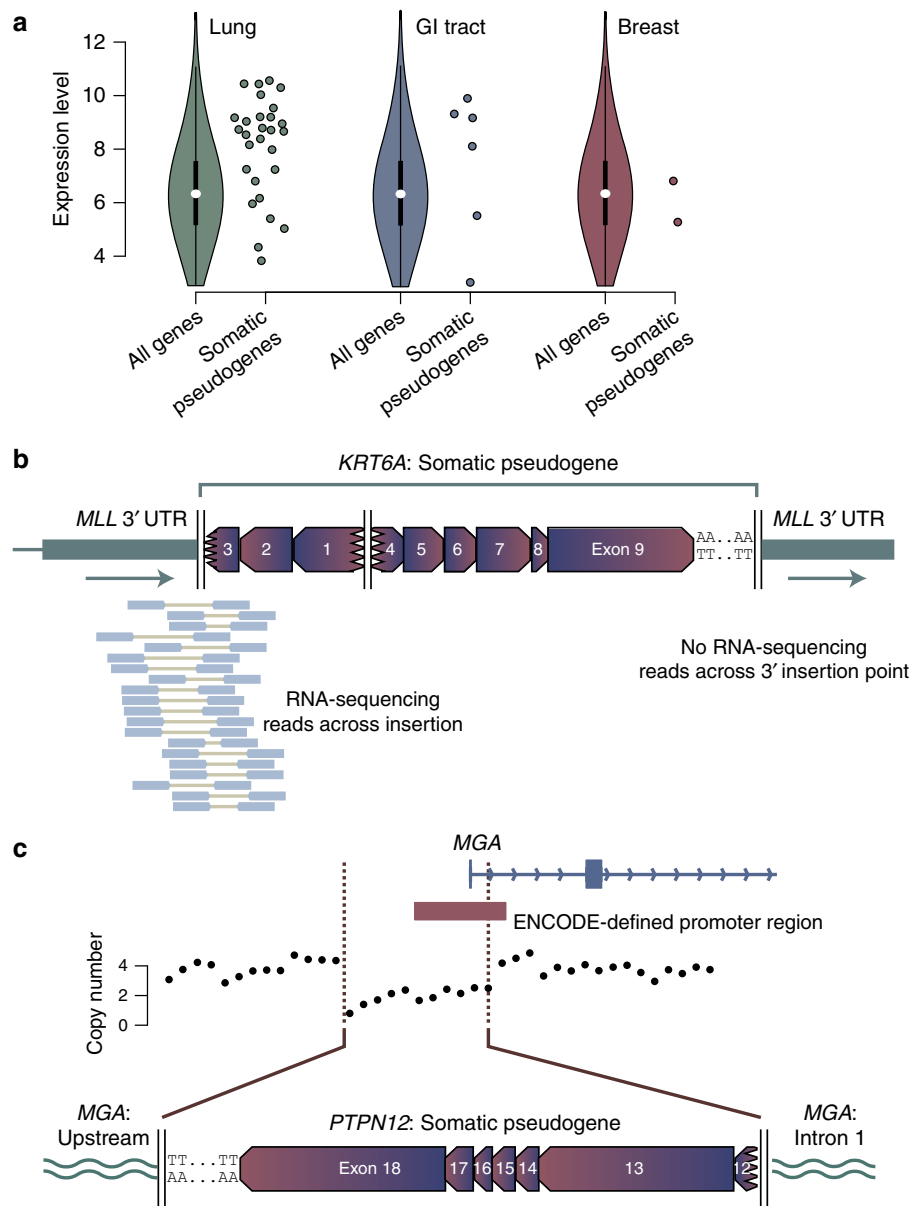 a
Lung
GI tract
Breast
Expression level
12
10
8
6
4
All genes
Somatic
pseudogenes
All genes
Somatic
pseudogenes
All genes
Somatic
pseudogenes
b
KRT6A: Somatic pseudogene
MLL 3′ UTR
3
2
1
4
5
6
7
8
Exon 9
AA..AA
TT..TT
MLL 3′ UTR
RNA-sequencing
reads across insertion
No RNA-sequencing
reads across 3′ insertion point
c
MGA
ENCODE-defined promoter region
Copy number
4
2
0
MGA:
Upstream
PTPN12: Somatic pseudogene
MGA:
Intron 1
TT...TT
AA...AA
Exon 18
17
16
15
14
13
12